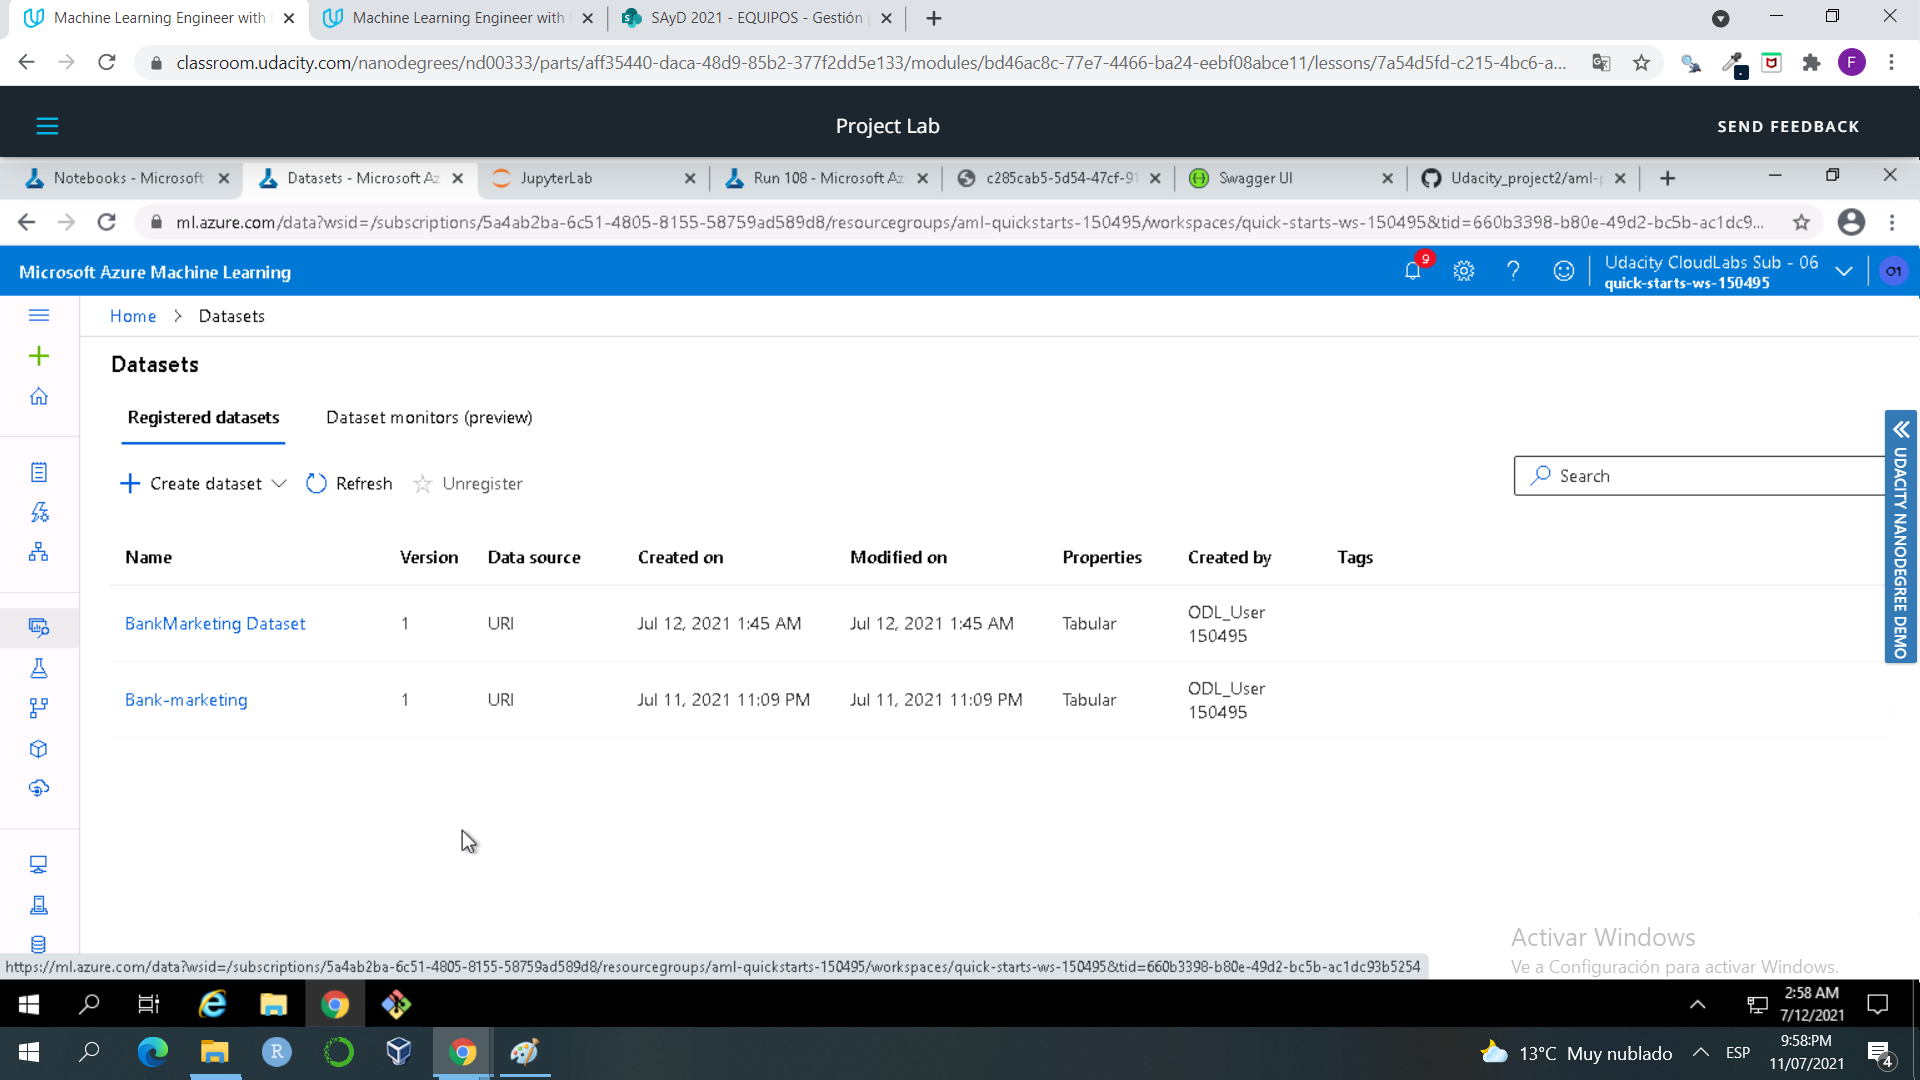 Machine Learning Engineer with
Machine Learning Engineer with
SAyD 2021 - EQUIPOS - Gestión
classroom.udacity.com/nanodegrees/nd00333/parts/aff35440-daca-48d9-85b2-377f2dd5e133/modules/bd46ac8c-77e7-4466-ba24-eebf08abce11/lessons/7a54d5fd-c215-4bc6-a...
F
Project Lab
SEND FEEDBACK
Notebooks - Microsoft
Datasets - Microsoft Az
JupyterLab
Run 108 - Microsoft Az
c285cab5-5d54-47cf-91
Swagger UI
Udacity_project2/aml-p
ml.azure.com/data?wsid=/subscriptions/5a4ab2ba-6c51-4805-8155-58759ad589d8/resourcegroups/aml-quickstarts-150495/workspaces/quick-starts-ws-150495&tid=660b3398-b80e-49d2-bc5b-ac1dc9...
Microsoft Azure Machine Learning
9
Udacity CloudLabs Sub - 06
quick-starts-ws-150495
O1
Home > Datasets
Datasets
Registered datasets
Dataset monitors (preview)
Create dataset
Refresh
Unregister
Search
UDACITY NANODEGREE DEMO
Name Version Data source Created on Modified on Properties Created by Tags
BankMarketing Dataset 1 URI Jul 12, 2021 1:45 AM Jul 12, 2021 1:45 AM Tabular ODL_User 150495
Bank-marketing 1 URI Jul 11, 2021 11:09 PM Jul 11, 2021 11:09 PM Tabular ODL_User 150495
Activar Windows
Ve a Configuración para activar Windows.
https://ml.azure.com/data?wsid=/subscriptions/5a4ab2ba-6c51-4805-8155-58759ad589d8/resourcegroups/aml-quickstarts-150495/workspaces/quick-starts-ws-150495&tid=660b3398-b80e-49d2-bc5b-ac1dc93b5254
2:58 AM
7/12/2021
R
13°C Muy nublado
ESP
9:58:PM
11/07/2021
4